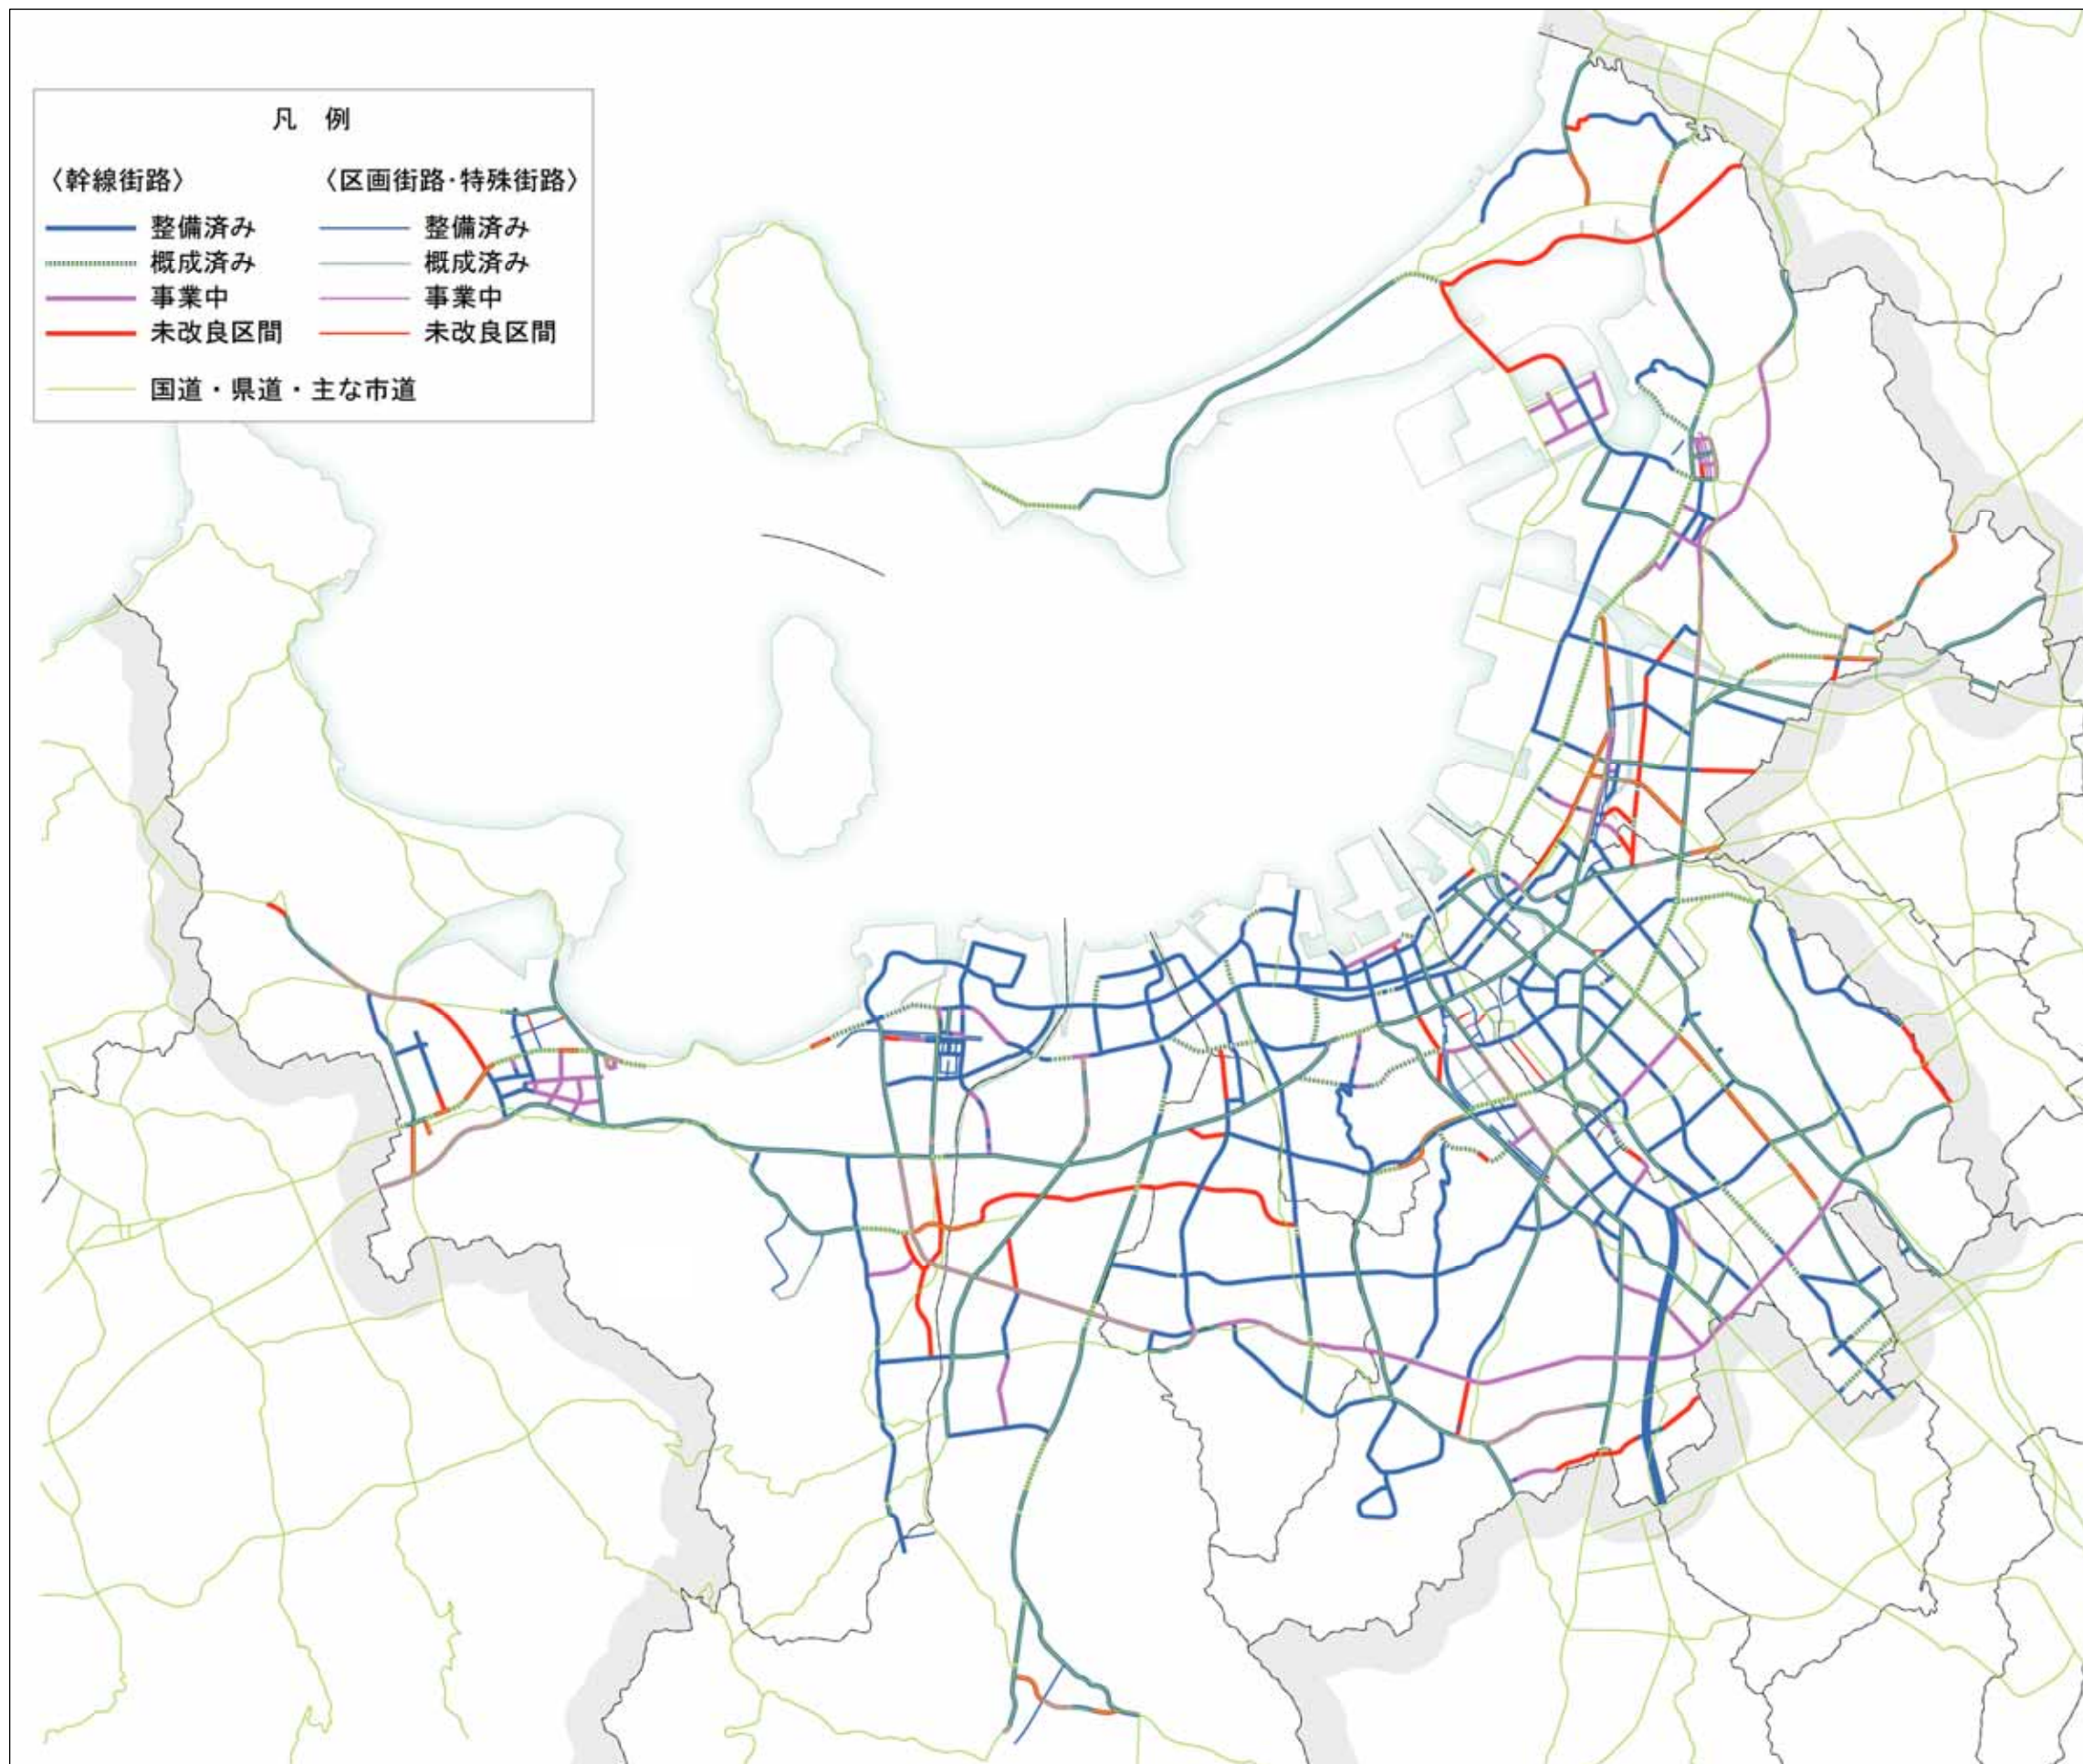 凡 例
〈幹線街路〉 〈区画街路・特殊街路〉
整備済み 整備済み
概成済み 概成済み
事業中 事業中
未改良区間 未改良区間
国道・県道・主な市道